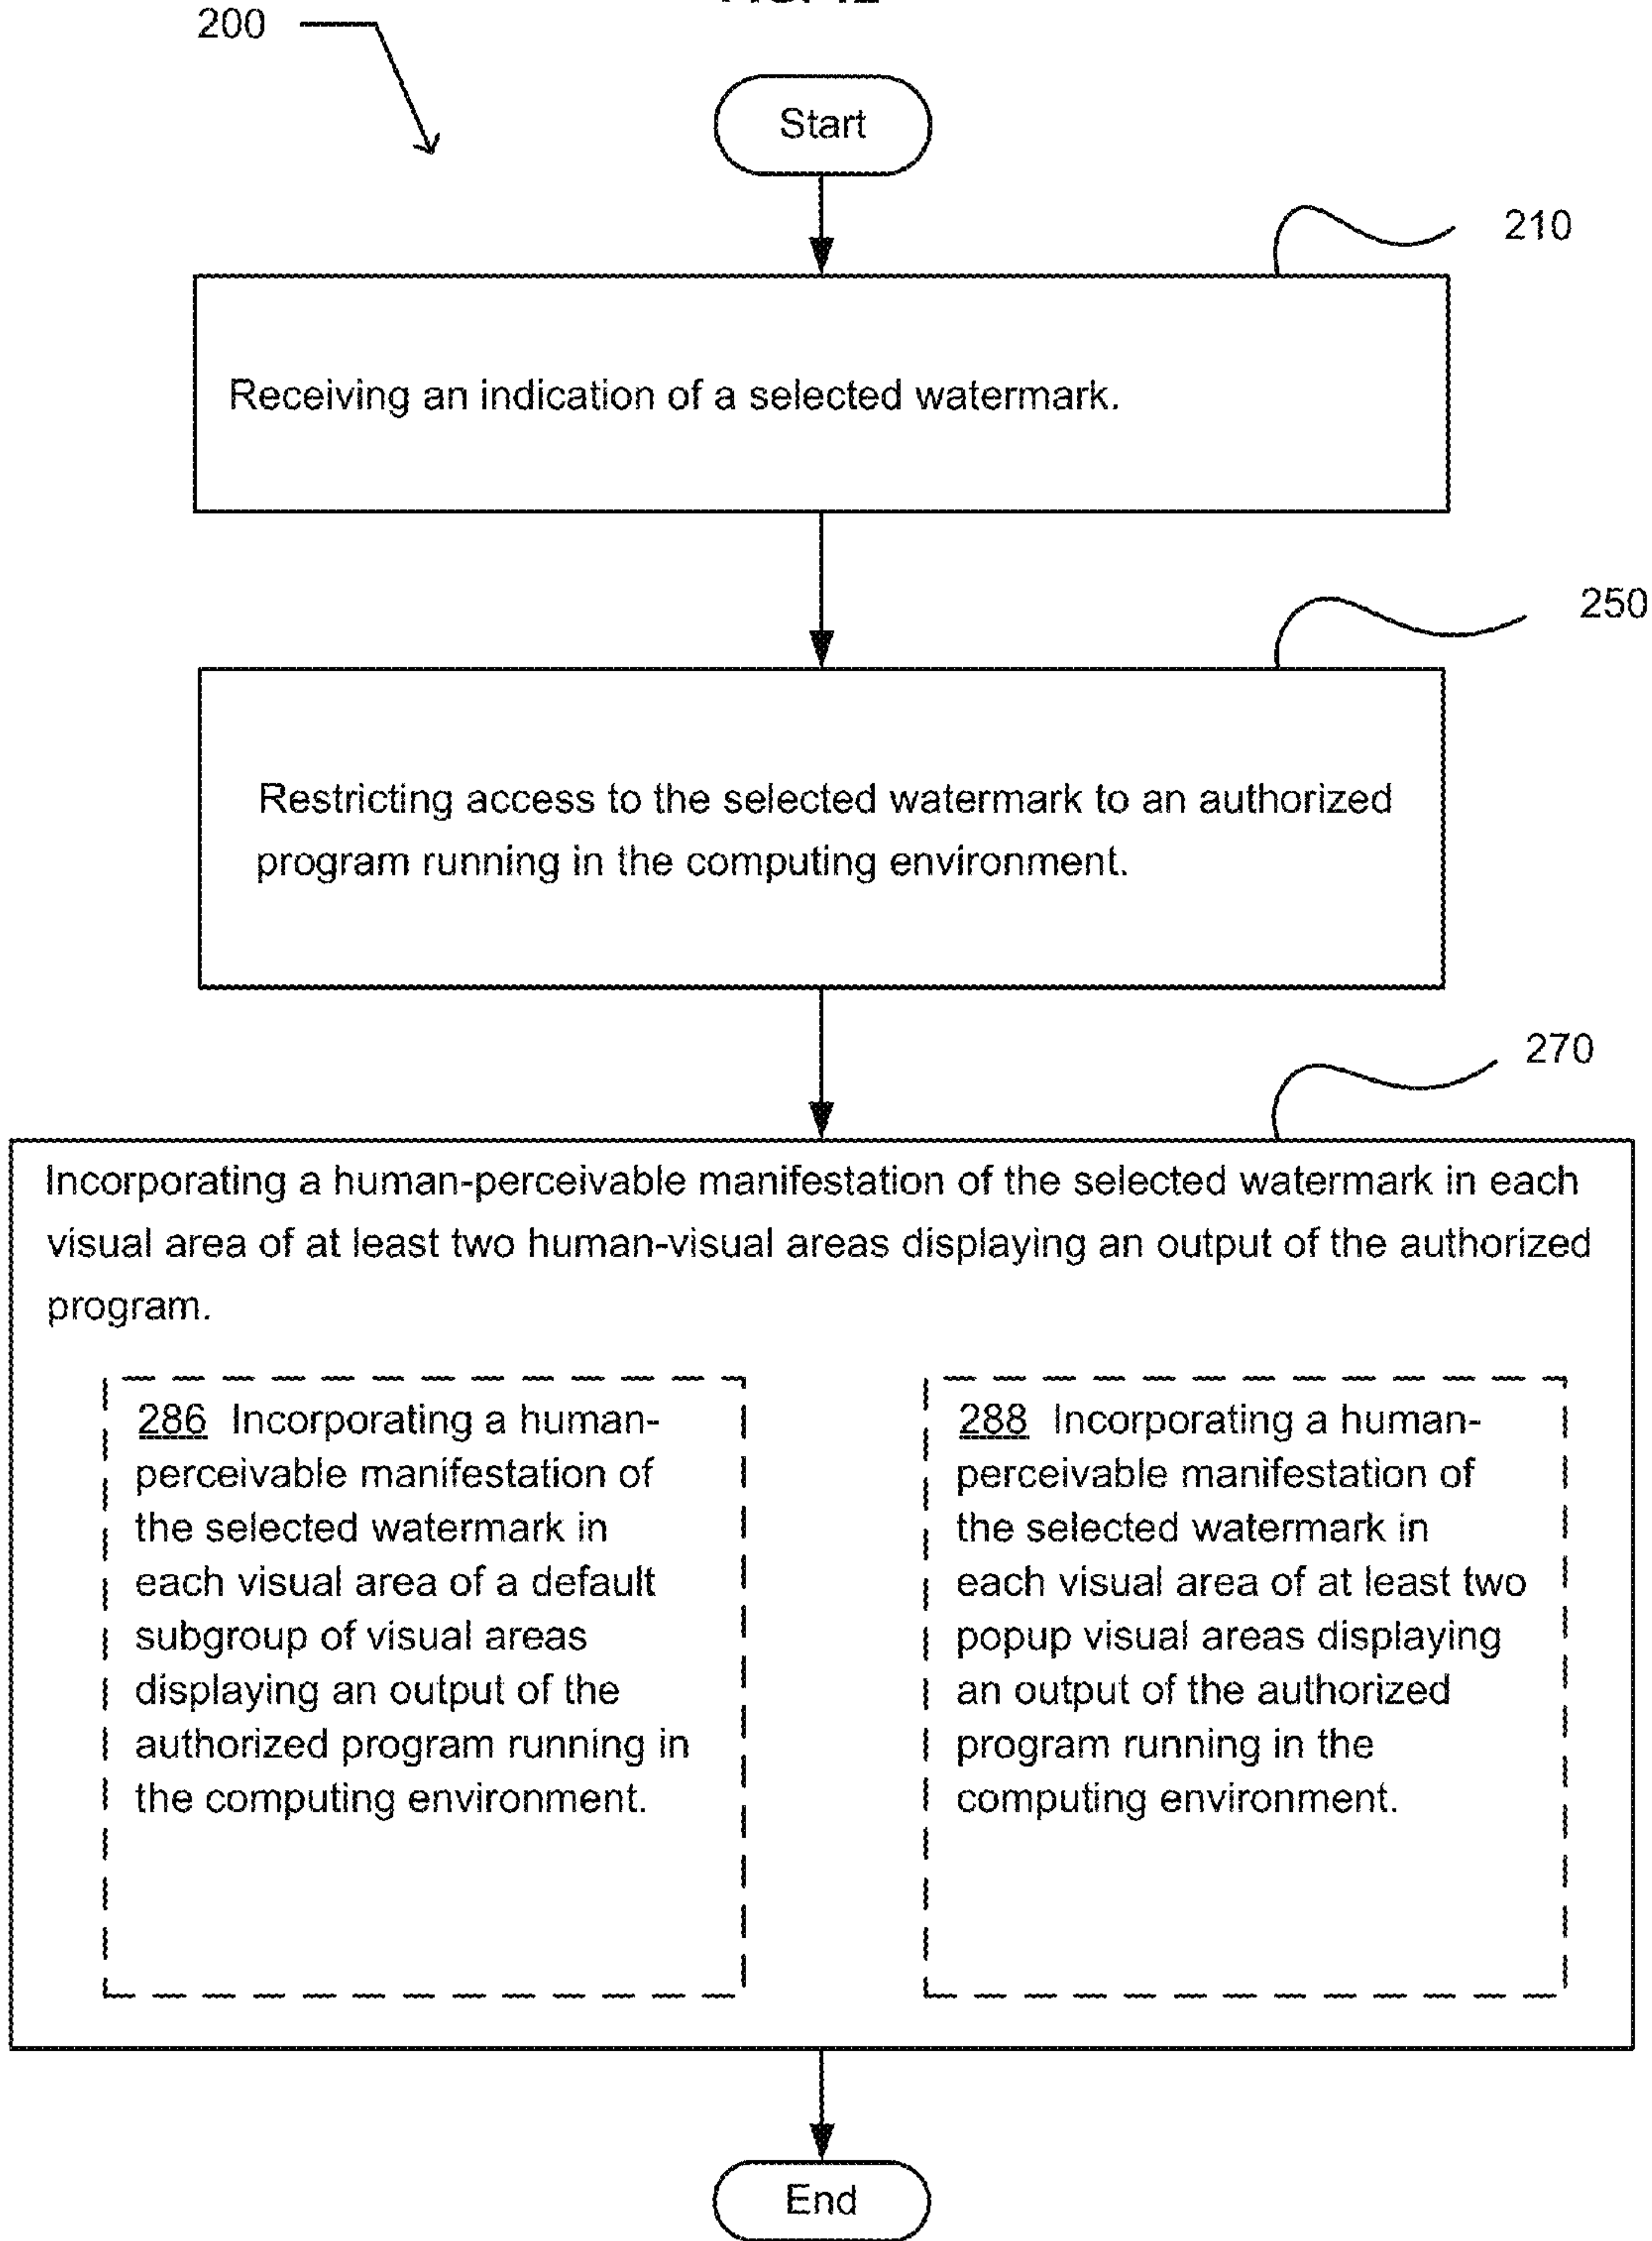 200
Start
210
Receiving an indication of a selected watermark.
250
Restricting access to the selected watermark to an authorized
program running in the computing environment.
270
Incorporating a human-perceivable manifestation of the selected watermark in each
visual area of at least two human-visual areas displaying an output of the authorized
program.
286 Incorporating a human-
perceivable manifestation of
the selected watermark in
each visual area of a default
subgroup of visual areas
displaying an output of the
authorized program running in
the computing environment.
288 Incorporating a human-
perceivable manifestation of
the selected watermark in
each visual area of at least two
popup visual areas displaying
an output of the authorized
program running in the
computing environment.
End